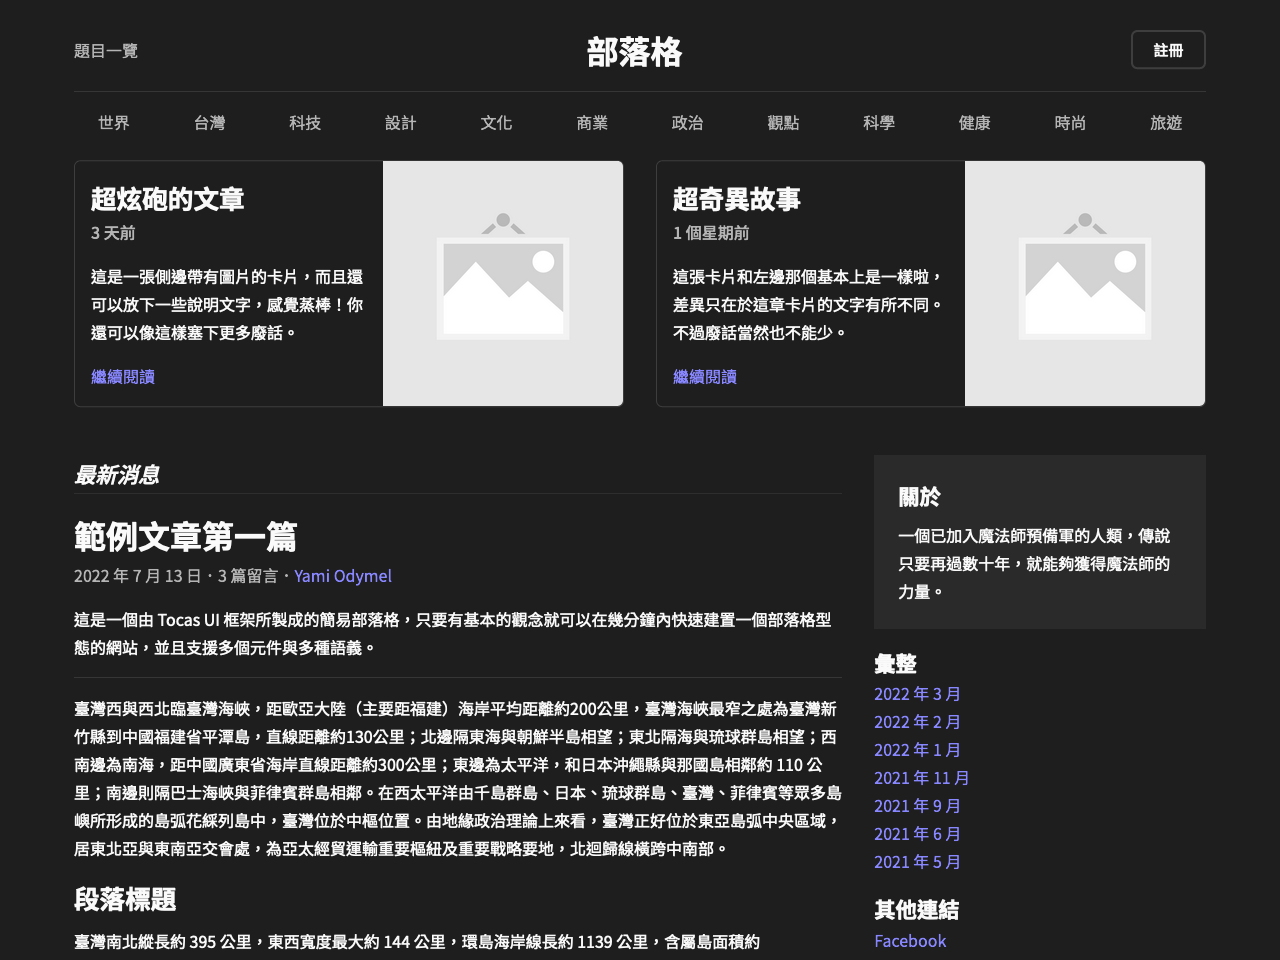 題目一覽
部落格
註冊
世界
台灣
科技
設計
文化
商業
政治
觀點
科學
健康
時尚
旅遊
超炫砲的文章
3 天前
這是一張側邊帶有圖片的卡片，而且還
可以放下一些說明文字，感覺蒸棒！你
還可以像這樣塞下更多廢話。
繼續閱讀
超奇異故事
1 個星期前
這張卡片和左邊那個基本上是一樣啦，
差異只在於這章卡片的文字有所不同。
不過廢話當然也不能少。
繼續閱讀
最新消息
範例文章第一篇
2022 年 7 月 13 日 · 3 篇留言 · Yami Odymel
這是一個由 Tocas UI 框架所製成的簡易部落格，只要有基本的觀念就可以在幾分鐘內快速建置一個部落格型
態的網站，並且支援多個元件與多種語義。
臺灣西與西北臨臺灣海峽，距歐亞大陸（主要距福建）海岸平均距離約200公里，臺灣海峽最窄之處為臺灣新
竹縣到中國福建省平潭島，直線距離約130公里；北邊隔東海與朝鮮半島相望；東北隔海與琉球群島相望；西
南邊為南海，距中國廣東省海岸直線距離約300公里；東邊為太平洋，和日本沖繩縣與那國島相鄰約 110 公
里；南邊則隔巴士海峽與菲律賓群島相鄰。在西太平洋由千島群島、日本、琉球群島、臺灣、菲律賓等眾多島
嶼所形成的島弧花綵列島中，臺灣位於中樞位置。由地緣政治理論上來看，臺灣正好位於東亞島弧中央區域，
居東北亞與東南亞交會處，為亞太經貿運輸重要樞紐及重要戰略要地，北迴歸線橫跨中南部。
段落標題
臺灣南北縱長約 395 公里，東西寬度最大約 144 公里，環島海岸線長約 1139 公里，含屬島面積約
關於
一個已加入魔法師預備軍的人類，傳說
只要再過數十年，就能夠獲得魔法師的
力量。
彙整
2022 年 3 月
2022 年 2 月
2022 年 1 月
2021 年 11 月
2021 年 9 月
2021 年 6 月
2021 年 5 月
其他連結
Facebook